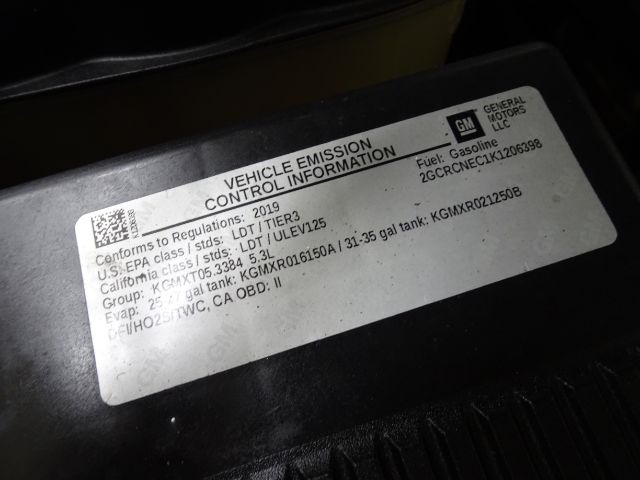 VEHICLE EMISSION
CONTROL INFORMATION
GM
GENERAL
MOTORS
LLC
Fuel: Gasoline
2GCRCNEC1K1206398
Conforms to Regulations: 2019
U.S. EPA class / stds: LDT / TIER3
California class / stds: LDT / ULEV125
Group: KGMXT05.3384 5.3L
Evap: gal tank: KGMXR016150A / 31-35 gal tank: KGMXR021250B
DFI/HO2S/TWC, CA OBD: II